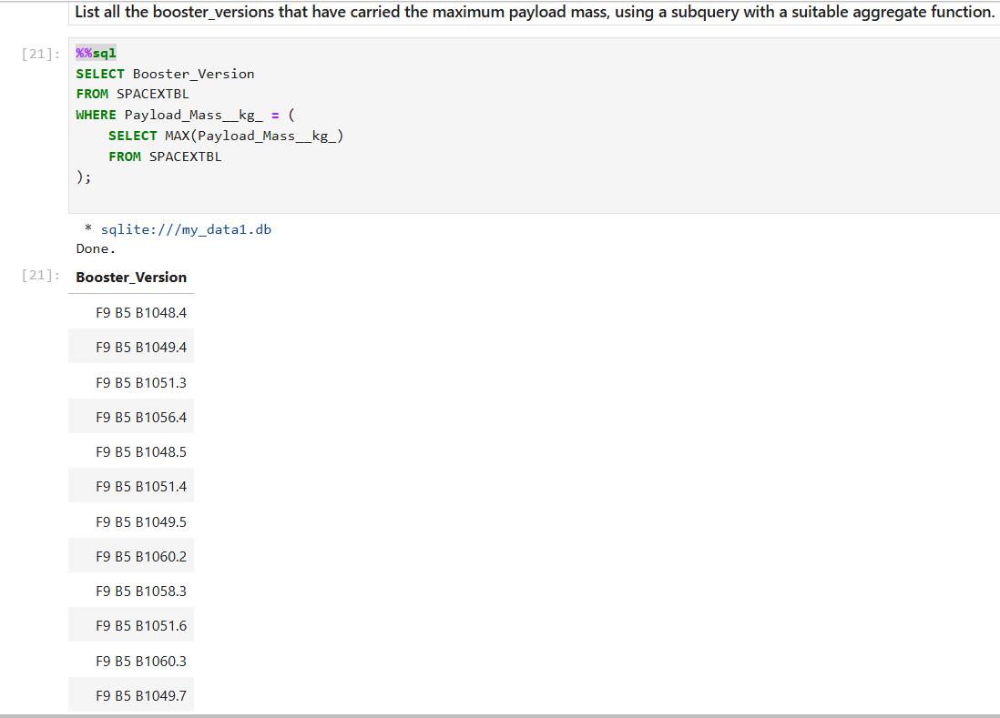 List all the booster_versions that have carried the maximum payload mass, using a subquery with a suitable aggregate function.
[21]:
%%sql
SELECT Booster_Version
FROM SPACEXTBL
WHERE Payload_Mass__kg_ = (
SELECT MAX(Payload_Mass__kg_)
FROM SPACEXTBL
);
* sqlite:///my_data1.db
Done.
[21]:
Booster_Version
F9 B5 B1048.4
F9 B5 B1049.4
F9 B5 B1051.3
F9 B5 B1056.4
F9 B5 B1048.5
F9 B5 B1051.4
F9 B5 B1049.5
F9 B5 B1060.2
F9 B5 B1058.3
F9 B5 B1051.6
F9 B5 B1060.3
F9 B5 B1049.7